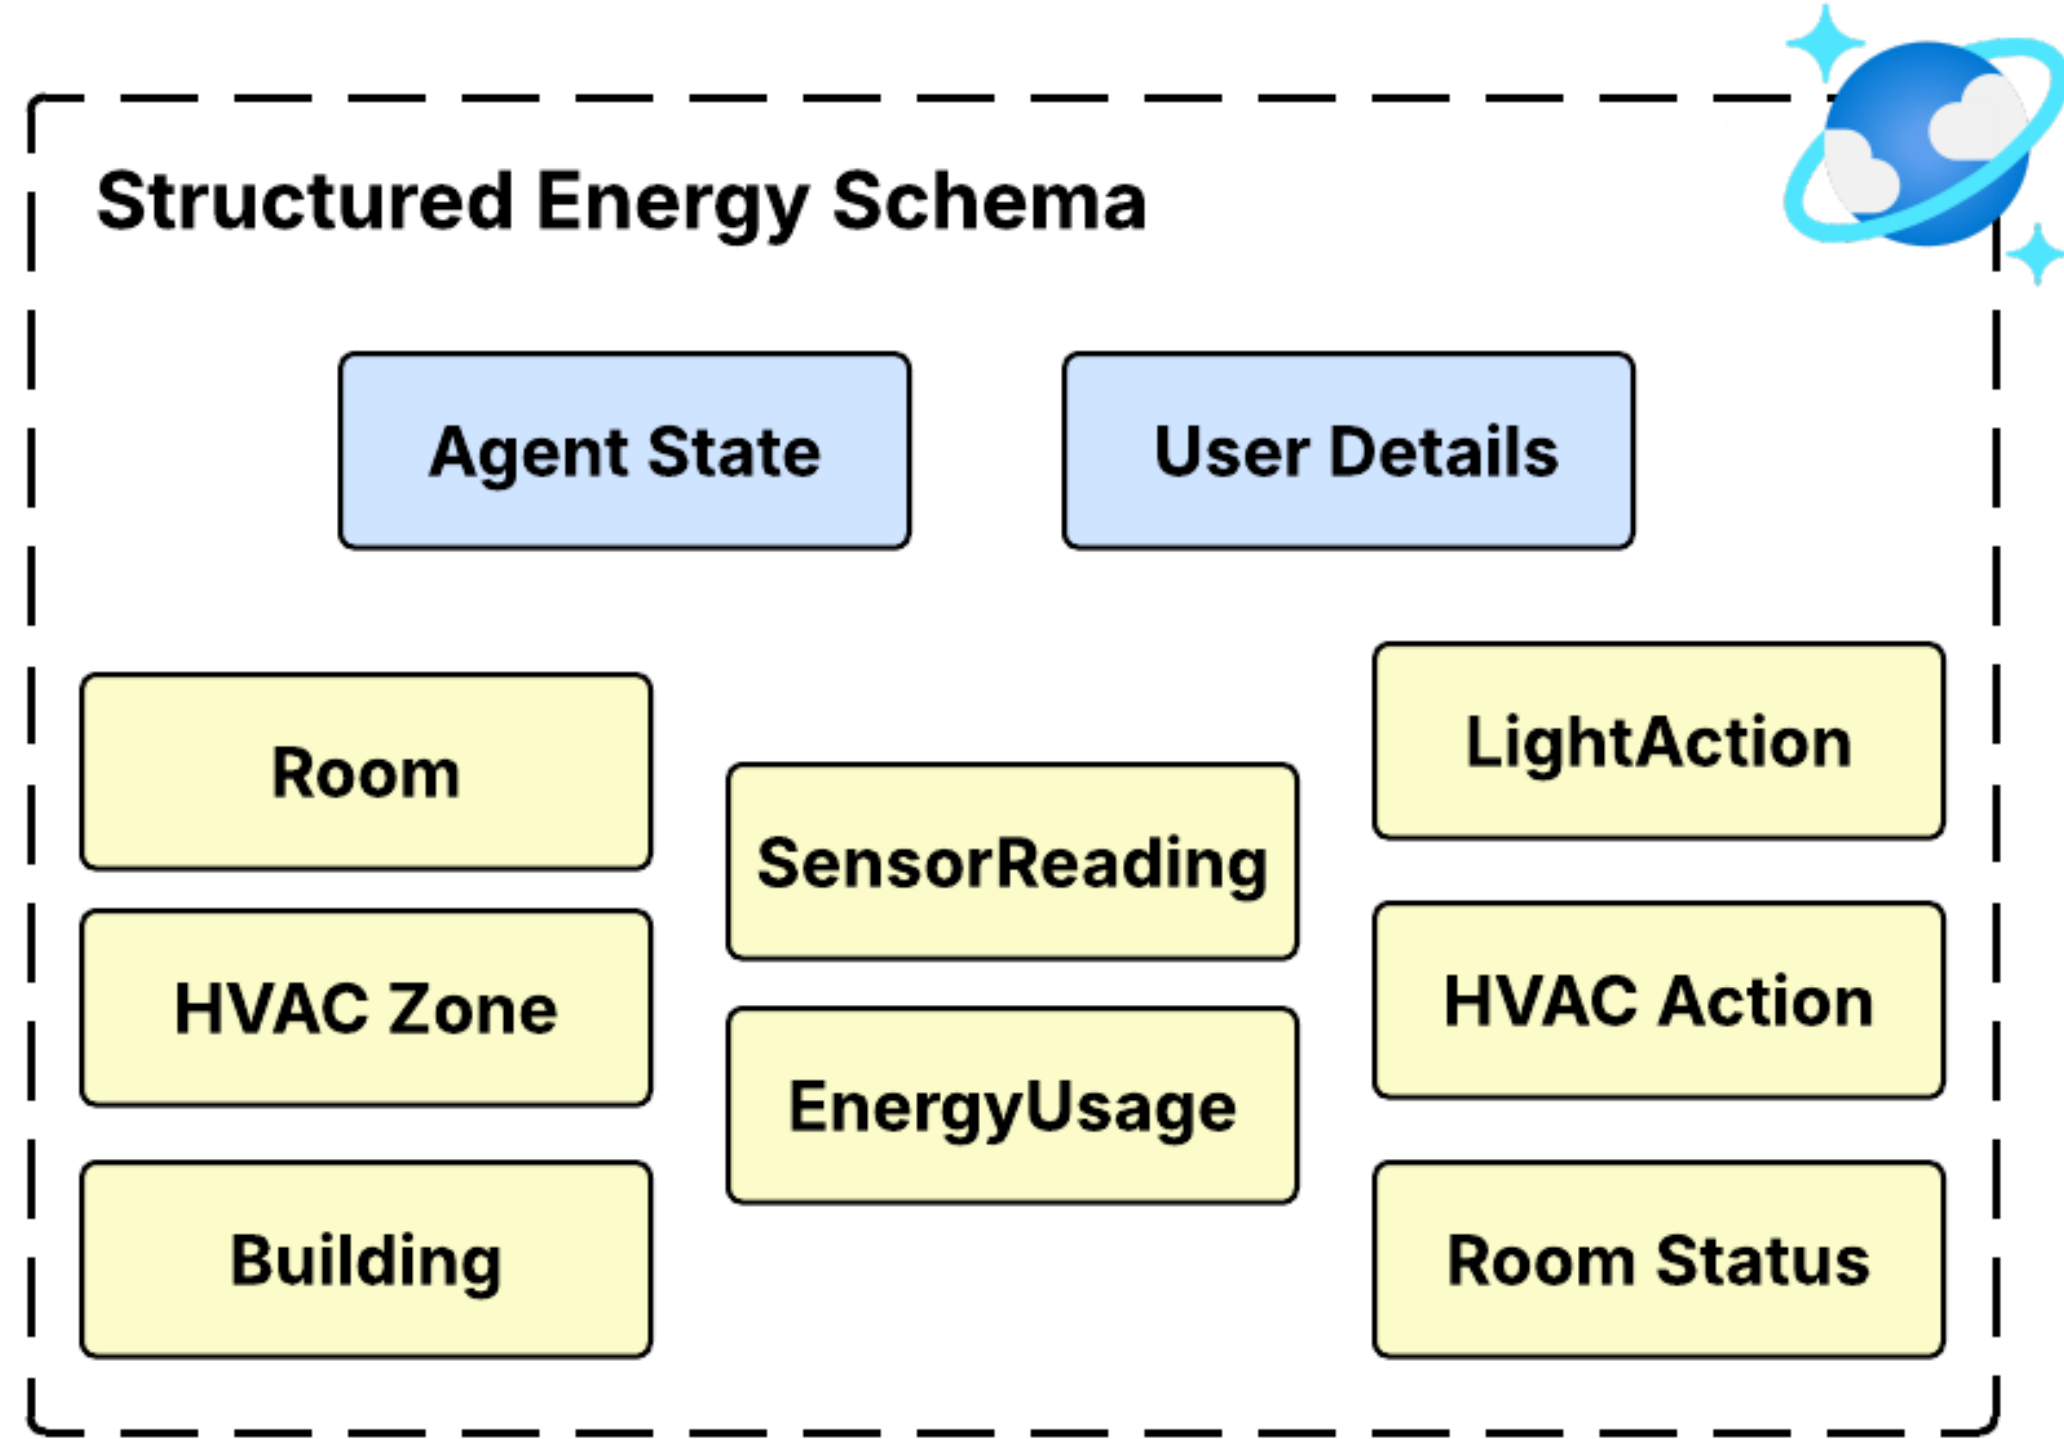 Structured Energy Schema
Agent State
User Details
Room
HVAC Zone
Building
SensorReading
EnergyUsage
LightAction
HVAC Action
Room Status